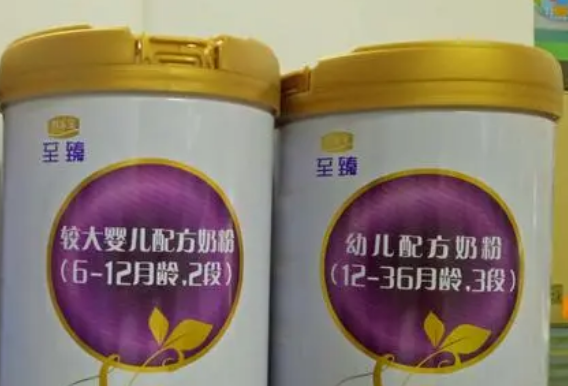 至臻
较大婴儿配方奶粉
(6-12月龄,2段)
至臻
幼儿配方奶粉
(12-36月龄,3段)